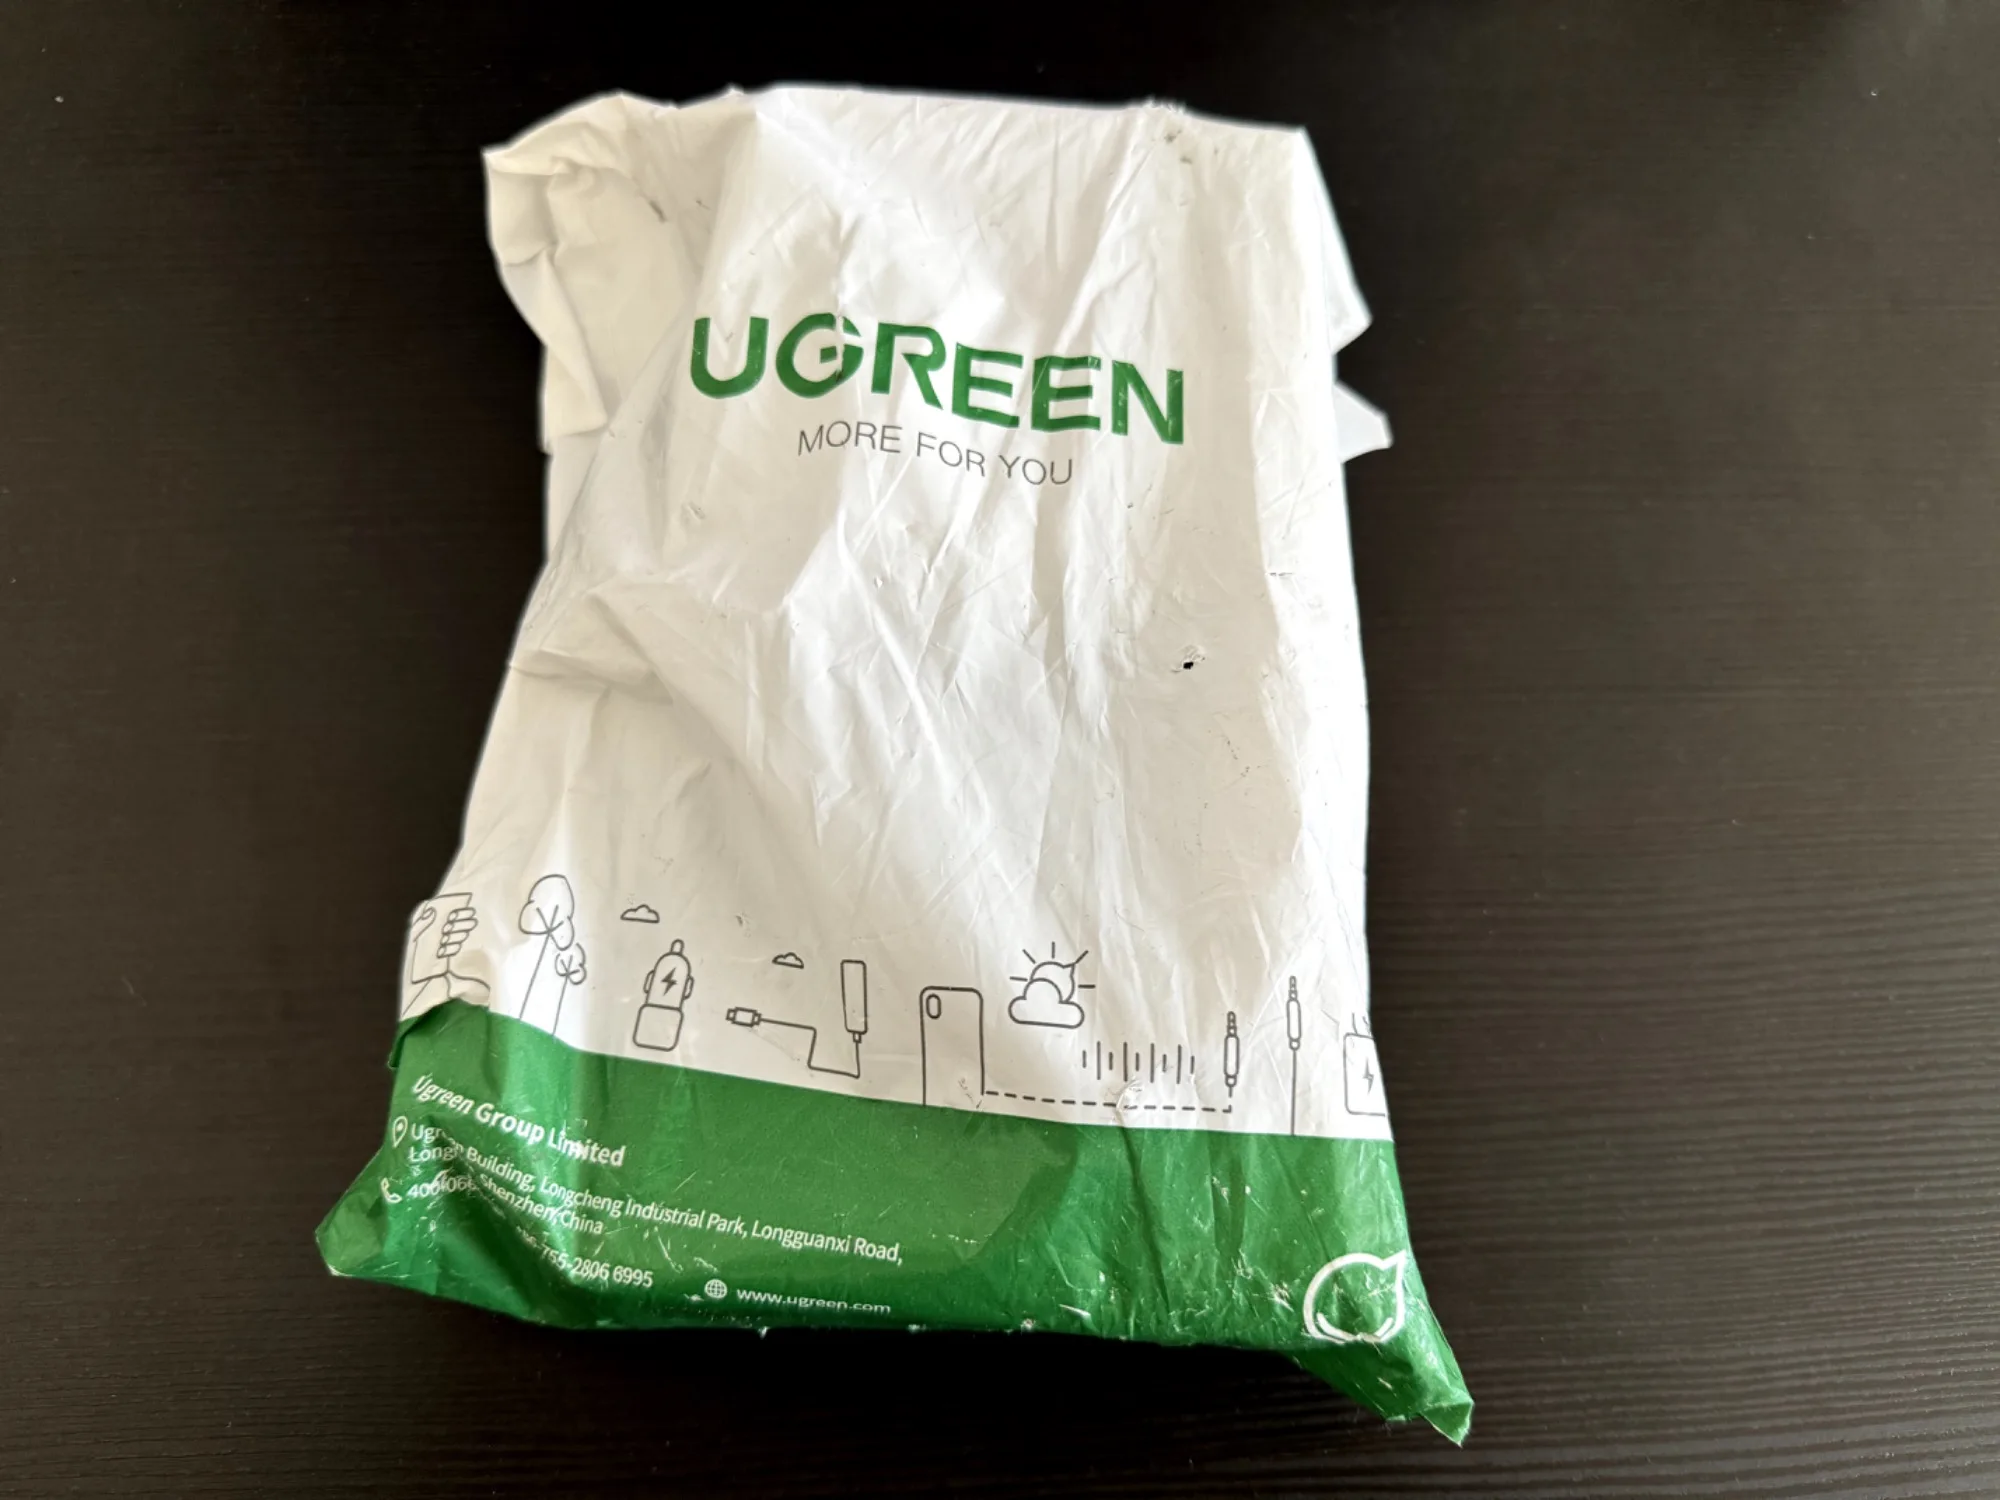 UGREEN
MORE FOR YOU
Ugreen Group Limited
Building, Longcheng Industrial Park, Longguanxi Road,
Shenzhen, China
755-2806 6995
www.ugreen.com